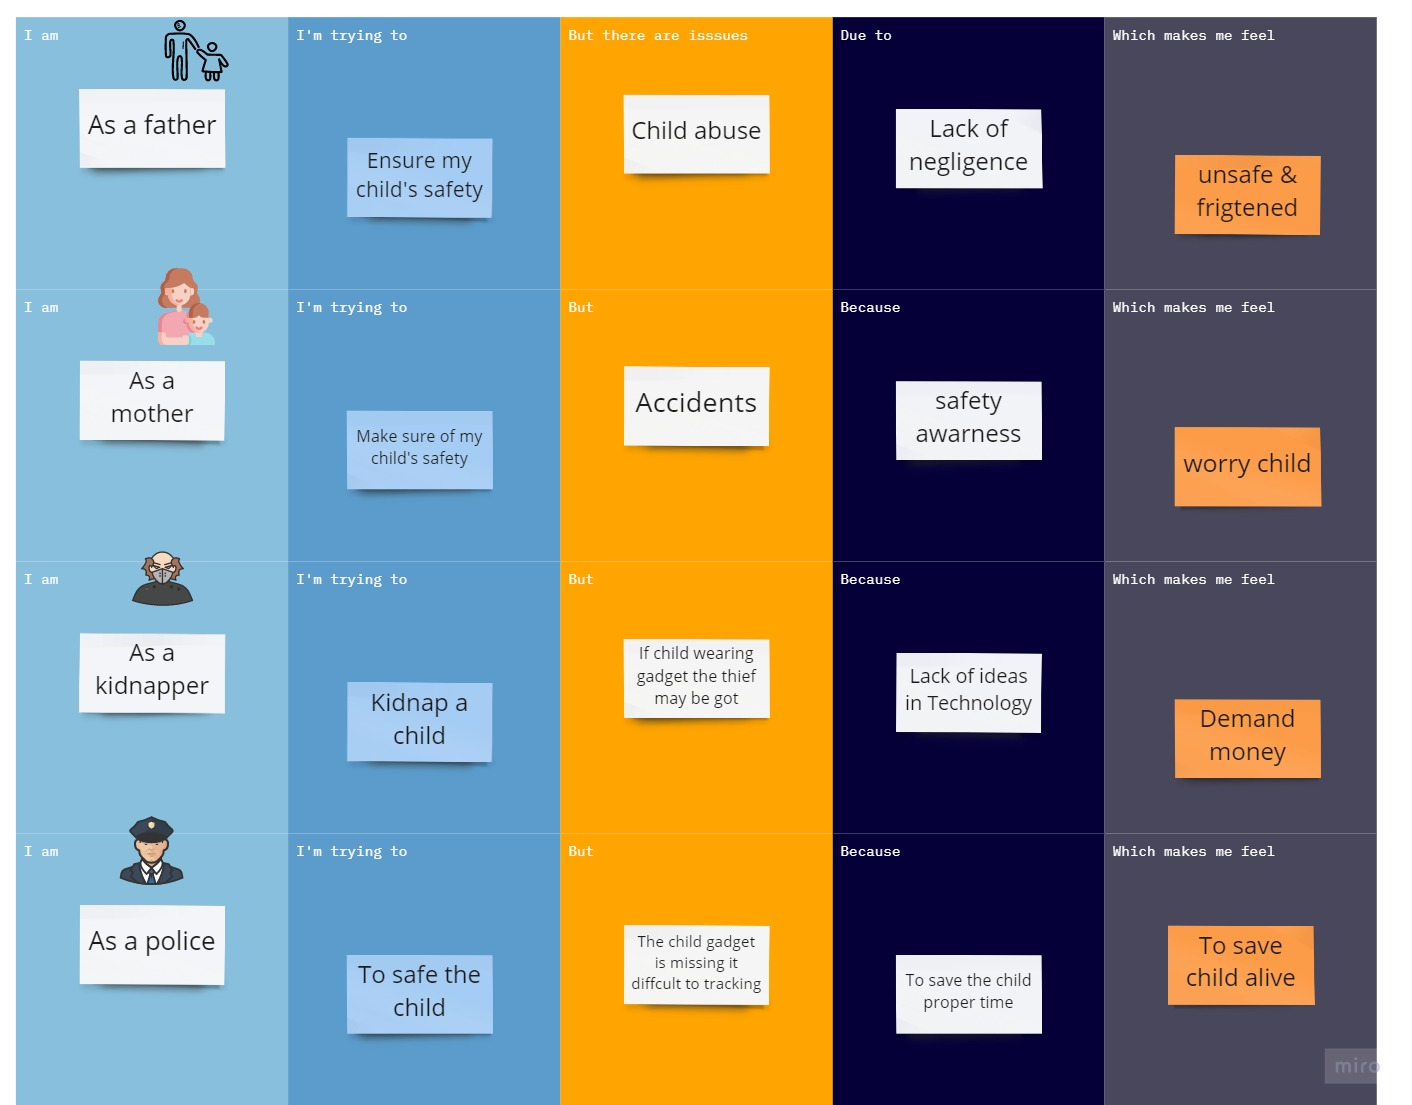 I am
I'm trying to
But there are isssues
Due to
Which makes me feel
As a father
Ensure my
child's safety
Child abuse
Lack of
negligence
unsafe &
frigtened
I am
I'm trying to
But
Because
Which makes me feel
As a
mother
Make sure of my
child's safety
Accidents
safety
awarness
worry child
I am
I'm trying to
But
Because
Which makes me feel
As a
kidnapper
Kidnap a
child
If child wearing
gadget the thief
may be got
Lack of ideas
in Technology
Demand
money
I am
I'm trying to
But
Because
Which makes me feel
As a police
To safe the
child
The child gadget
is missing it
diffcult to tracking
To save the child
proper time
To save
child alive
miro